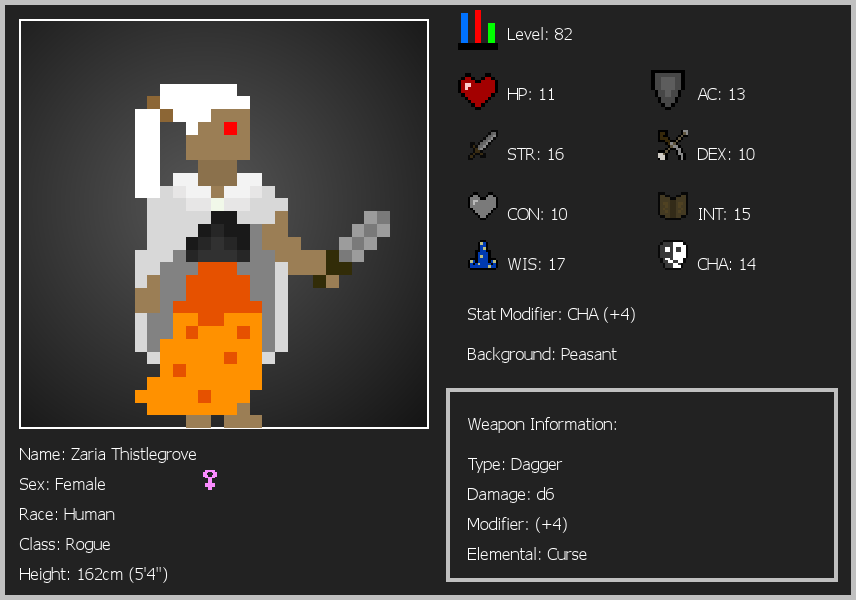 Level: 82
HP: 11
AC: 13
STR: 16
DEX: 10
CON: 10
INT: 15
WIS: 17
CHA: 14
Stat Modifier: CHA (+4)
Background: Peasant
Weapon Information:
Type: Dagger
Damage: d6
Modifier: (+4)
Elemental: Curse
Name: Zaria Thistlegrove
Sex: Female
Race: Human
Class: Rogue
Height: 162cm (5'4")